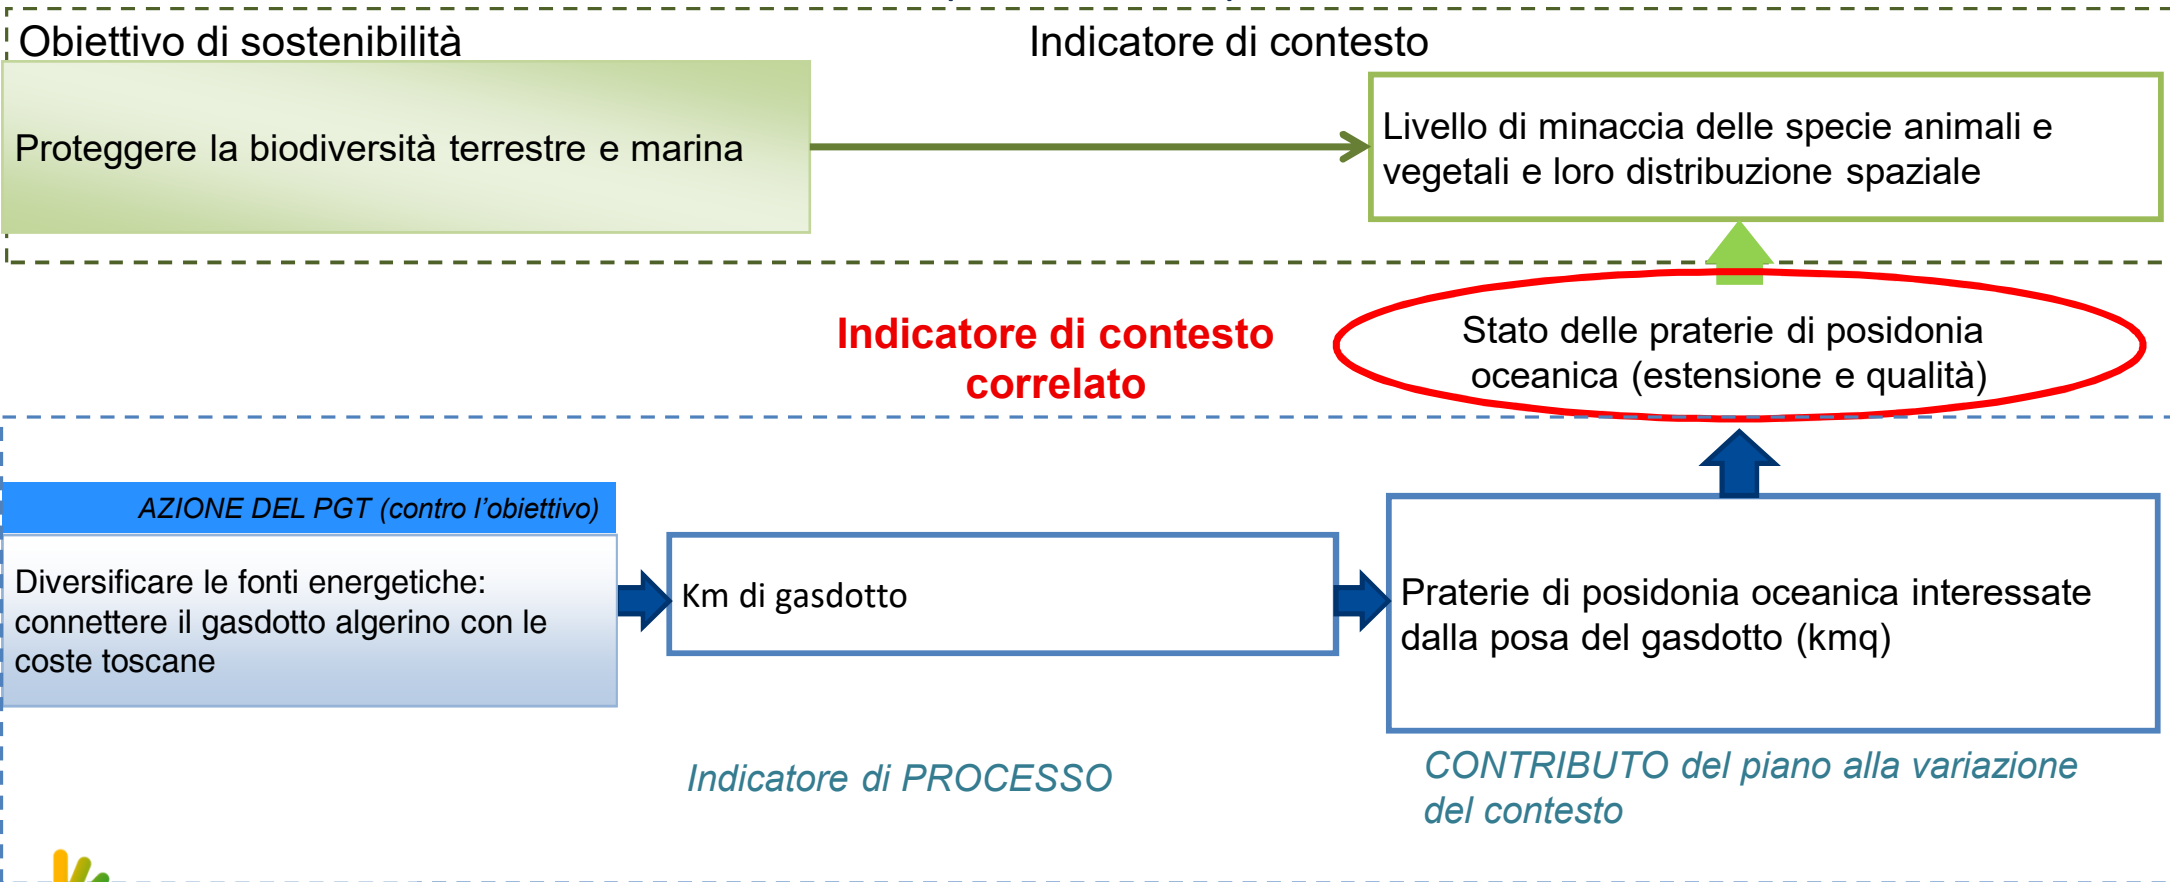 Obiettivo di sostenibilità
Indicatore di contesto
Proteggere la biodiversità terrestre e marina
Livello di minaccia delle specie animali e
vegetali e loro distribuzione spaziale
Indicatore di contesto
correlato
Stato delle praterie di posidonia
oceanica (estensione e qualità)
AZIONE DEL PGT (contro l’obiettivo)
Diversificare le fonti energetiche:
connettere il gasdotto algerino con le
coste toscane
Km di gasdotto
Praterie di posidonia oceanica interessate
dalla posa del gasdotto (kmq)
Indicatore di PROCESSO
CONTRIBUTO del piano alla variazione
del contesto